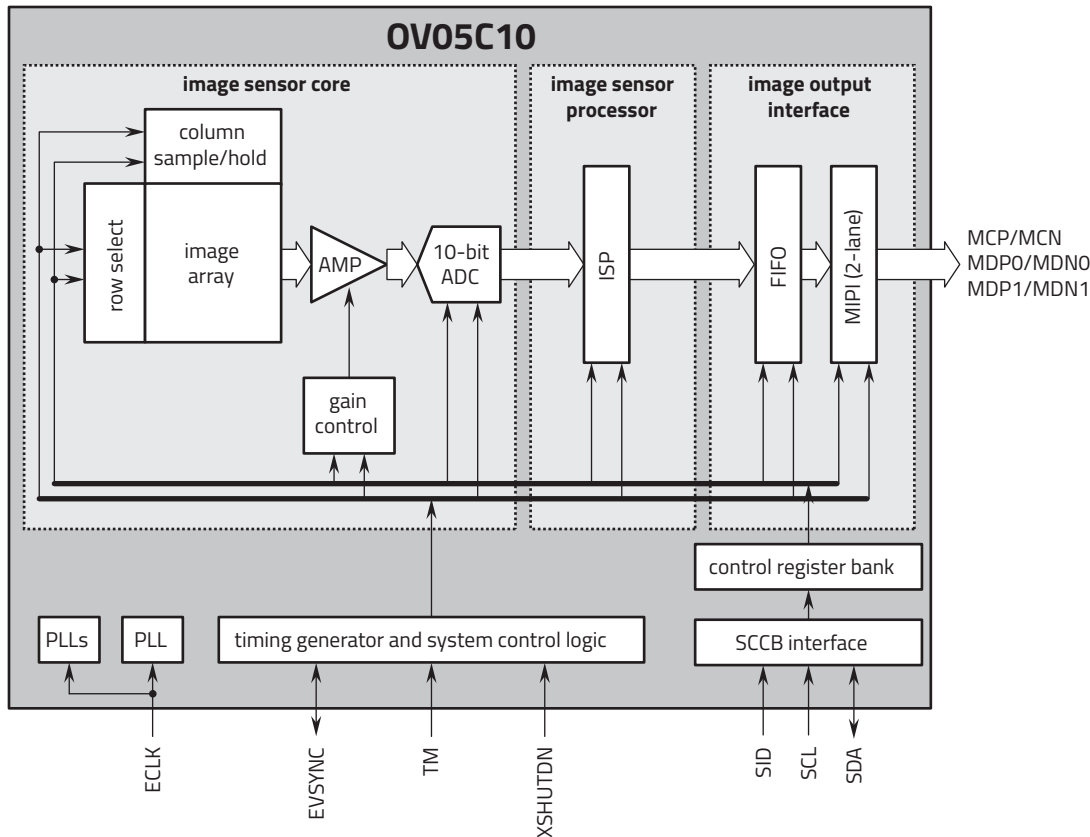 OV05C10
image sensor core
image sensor
processor
image output
interface
column
sample/hold
row select
image
array
AMP
10-bit
ADC
gain
control
ISP
FIFO
MIPI (2-lane)
MCP/MCN
MDP0/MDN0
MDP1/MDN1
control register bank
PLLs
PLL
timing generator and system control logic
SCCB interface
ECLK
EVSYNC
TM
XSHUTDN
SID
SCL
SDA